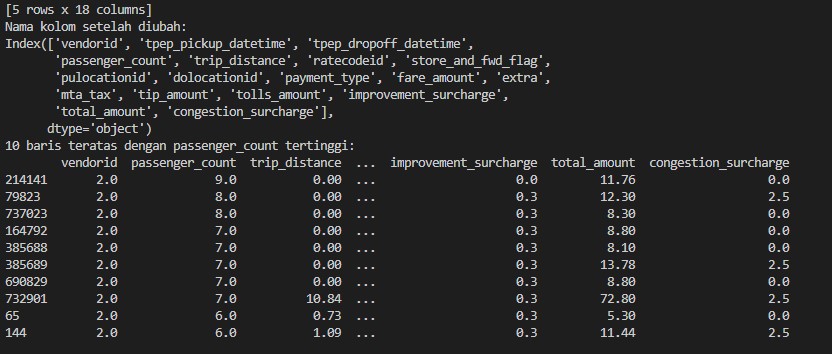 [5 rows x 18 columns]
Nama kolom setelah diubah:
Index(['vendorid', 'tpep_pickup_datetime', 'tpep_dropoff_datetime',
'passenger_count', 'trip_distance', 'ratecodeid', 'store_and_fwd_flag',
'pulocationid', 'dolocationid', 'payment_type', 'fare_amount', 'extra',
'mta_tax', 'tip_amount', 'tolls_amount', 'improvement_surcharge',
'total_amount', 'congestion_surcharge'],
dtype='object')
10 baris teratas dengan passenger_count tertinggi:
vendorid passenger_count trip_distance ... improvement_surcharge total_amount congestion_surcharge
214141 2.0 9.0 0.00 ... 0.0 11.76 0.0
79823 2.0 8.0 0.00 ... 0.3 12.30 2.5
737023 2.0 8.0 0.00 ... 0.3 8.30 0.0
164792 2.0 7.0 0.00 ... 0.3 8.80 0.0
385688 2.0 7.0 0.00 ... 0.3 8.10 0.0
385689 2.0 7.0 0.00 ... 0.3 13.78 2.5
690829 2.0 7.0 0.00 ... 0.3 8.80 0.0
732901 2.0 7.0 10.84 ... 0.3 72.80 2.5
65 2.0 6.0 0.73 ... 0.3 5.30 0.0
144 2.0 6.0 1.09 ... 0.3 11.44 2.5